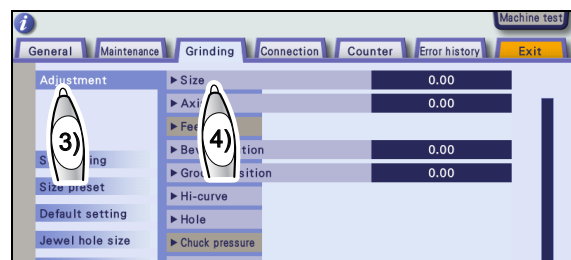 Machine test
General Maintenance Grinding Connection Counter Error history Exit
Adjustment
Size 0.00
0.00
3)
4)
0.00
0.00
Size preset
Hi-curve
Default setting
Hole
Jewel hole size
Chuck pressure